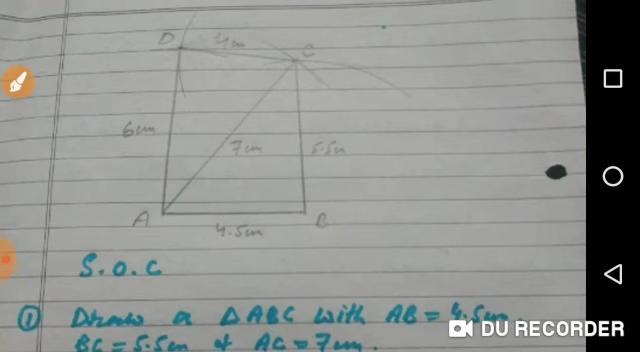 D 4cm C
6cm 7cm 5.5cm
A 4.5cm B
S.O.C
① Draw a △ABC with AB = 4.5cm.
BC = 5.5cm & AC = 7cm.
DU RECORDER